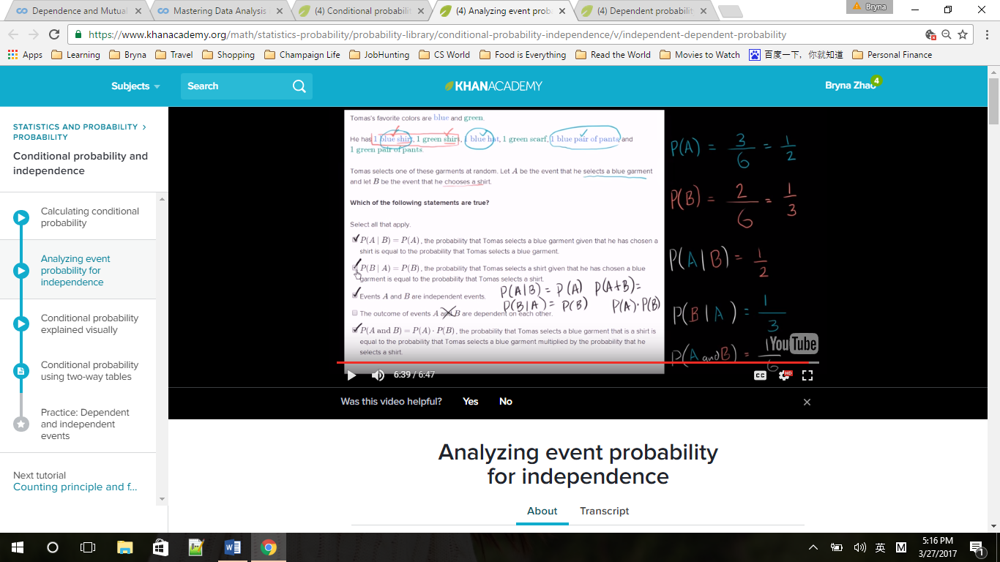 Dependence and Mutual
Mastering Data Analysis
(4) Conditional probabilit
(4) Analyzing event proba
(4) Dependent probabilit
Bryna
https://www.khanacademy.org/math/statistics-probability/probability-library/conditional-probability-independence/v/independent-dependent-probability
Apps Learning Bryna Travel Shopping Champaign Life JobHunting CS World Food is Everything Read the World Movies to Watch 百度一下，你就知道 Personal Finance
Subjects
Search
KHANACADEMY
Bryna Zhao
4
STATISTICS AND PROBABILITY >
PROBABILITY
Conditional probability and
independence
Calculating conditional
probability
Analyzing event
probability for
independence
Conditional probability
explained visually
Conditional probability
using two-way tables
Practice: Dependent
and independent
events
Next tutorial
Counting principle and f...
Tomas's favorite colors are blue and green.
He has 1 blue shirt, 1 green shirt, 1 blue hat, 1 green scarf, 1 blue pair of pants and
1 green pair of pants.
Tomas selects one of these garments at random. Let A be the event that he selects a blue garment
and let B be the event that he chooses a shirt.
Which of the following statements are true?
Select all that apply.
P(A | B) = P(A), the probability that Tomas selects a blue garment given that he has chosen a
shirt is equal to the probability that Tomas selects a blue garment.
P(B | A) = P(B), the probability that Tomas selects a shirt given that he has chosen a blue
garment is equal to the probability that Tomas selects a shirt.
Events A and B are independent events.
P(A|B) = P(A) P(A+B)=
P(B|A) = P(B) P(A)·P(B)
The outcome of events A and B are dependent on each other.
P(A and B) = P(A) · P(B), the probability that Tomas selects a blue garment that is a shirt is
equal to the probability that Tomas selects a blue garment multiplied by the probability that he
selects a shirt.
P(A) = 3/6 = 1/2
P(B) = 2/6 = 1/3
P(A|B) = 1/2
P(B|A) = 1/3
P(A and B) = 1/6
YouTube
6:39 / 6:47
CC
HD
Was this video helpful? Yes No
Analyzing event probability
for independence
About Transcript
英 M
5:16 PM
3/27/2017
1